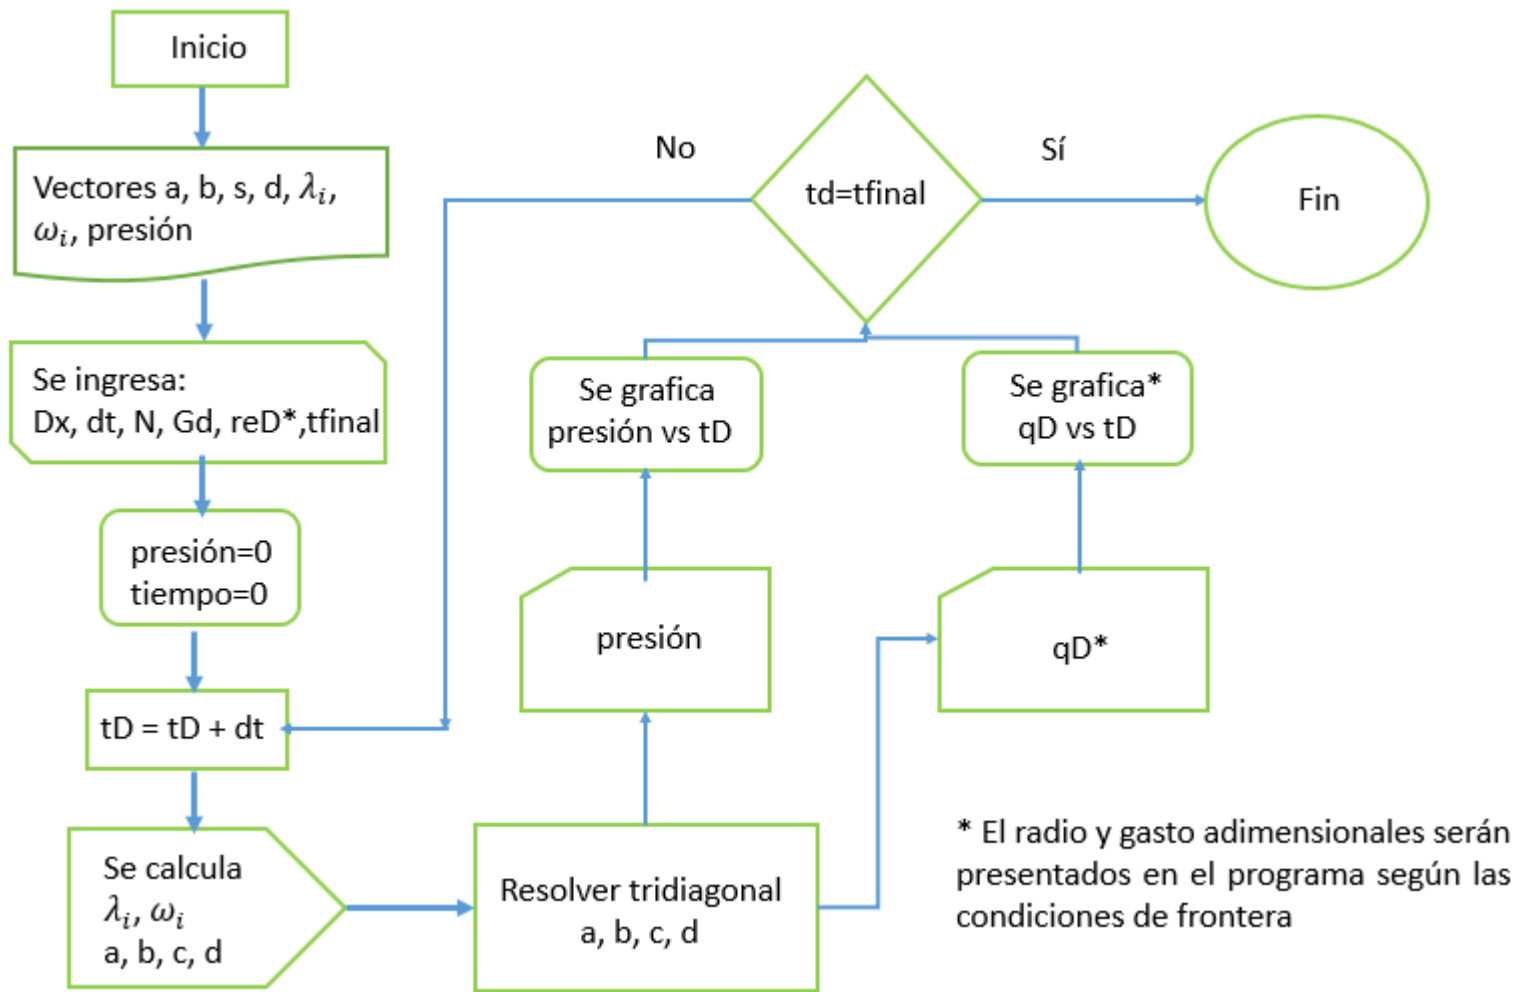 Inicio
Vectores a, b, s, d, λᵢ,
ωᵢ, presión
Se ingresa:
Dx, dt, N, Gd, reD*,tfinal
presión=0
tiempo=0
tD = tD + dt
Se calcula
λᵢ, ωᵢ
a, b, c, d
Resolver tridiagonal
a, b, c, d
presión
Se grafica
presión vs tD
qD*
Se grafica*
qD vs tD
td=tfinal
No
Sí
Fin
* El radio y gasto adimensionales serán
presentados en el programa según las
condiciones de frontera